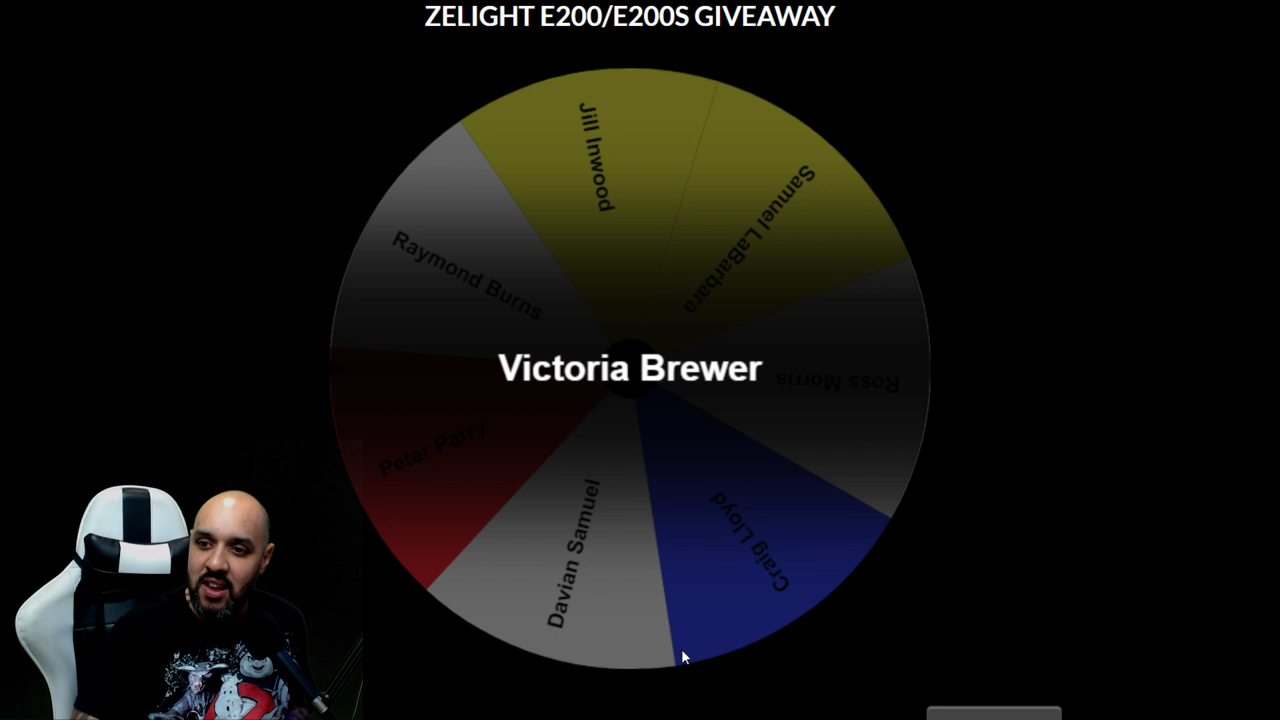 ZELIGHT E200/E200S GIVEAWAY
Jill Inwood
Samuel LaBarbara
Raymond Burns
Victoria Brewer
Ross Morris
Peter Parry
Davian Samuel
Craig Lloyd